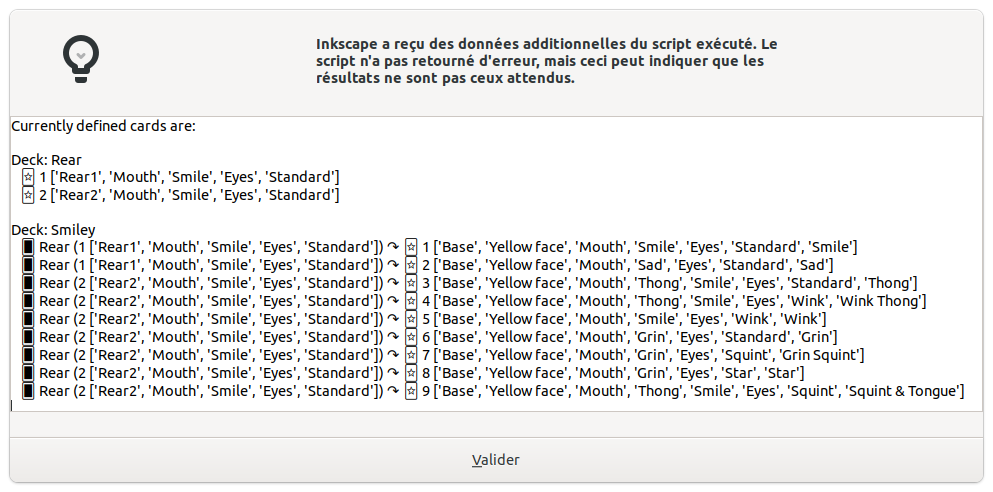 Inkscape a reçu des données additionnelles du script exécuté. Le
script n'a pas retourné d'erreur, mais ceci peut indiquer que les
résultats ne sont pas ceux attendus.
Currently defined cards are:
Deck: Rear
🃟 1 ['Rear1', 'Mouth', 'Smile', 'Eyes', 'Standard']
🃟 2 ['Rear2', 'Mouth', 'Smile', 'Eyes', 'Standard']
Deck: Smiley
🂠 Rear (1 ['Rear1', 'Mouth', 'Smile', 'Eyes', 'Standard']) ↷ 🃟 1 ['Base', 'Yellow face', 'Mouth', 'Smile', 'Eyes', 'Standard', 'Smile']
🂠 Rear (1 ['Rear1', 'Mouth', 'Smile', 'Eyes', 'Standard']) ↷ 🃟 2 ['Base', 'Yellow face', 'Mouth', 'Sad', 'Eyes', 'Standard', 'Sad']
🂠 Rear (2 ['Rear2', 'Mouth', 'Smile', 'Eyes', 'Standard']) ↷ 🃟 3 ['Base', 'Yellow face', 'Mouth', 'Thong', 'Smile', 'Eyes', 'Standard', 'Thong']
🂠 Rear (2 ['Rear2', 'Mouth', 'Smile', 'Eyes', 'Standard']) ↷ 🃟 4 ['Base', 'Yellow face', 'Mouth', 'Thong', 'Smile', 'Eyes', 'Wink', 'Wink Thong']
🂠 Rear (2 ['Rear2', 'Mouth', 'Smile', 'Eyes', 'Standard']) ↷ 🃟 5 ['Base', 'Yellow face', 'Mouth', 'Smile', 'Eyes', 'Wink', 'Wink']
🂠 Rear (2 ['Rear2', 'Mouth', 'Smile', 'Eyes', 'Standard']) ↷ 🃟 6 ['Base', 'Yellow face', 'Mouth', 'Grin', 'Eyes', 'Standard', 'Grin']
🂠 Rear (2 ['Rear2', 'Mouth', 'Smile', 'Eyes', 'Standard']) ↷ 🃟 7 ['Base', 'Yellow face', 'Mouth', 'Grin', 'Eyes', 'Squint', 'Grin Squint']
🂠 Rear (2 ['Rear2', 'Mouth', 'Smile', 'Eyes', 'Standard']) ↷ 🃟 8 ['Base', 'Yellow face', 'Mouth', 'Grin', 'Eyes', 'Star', 'Star']
🂠 Rear (2 ['Rear2', 'Mouth', 'Smile', 'Eyes', 'Standard']) ↷ 🃟 9 ['Base', 'Yellow face', 'Mouth', 'Thong', 'Smile', 'Eyes', 'Squint', 'Squint & Tongue']
Valider